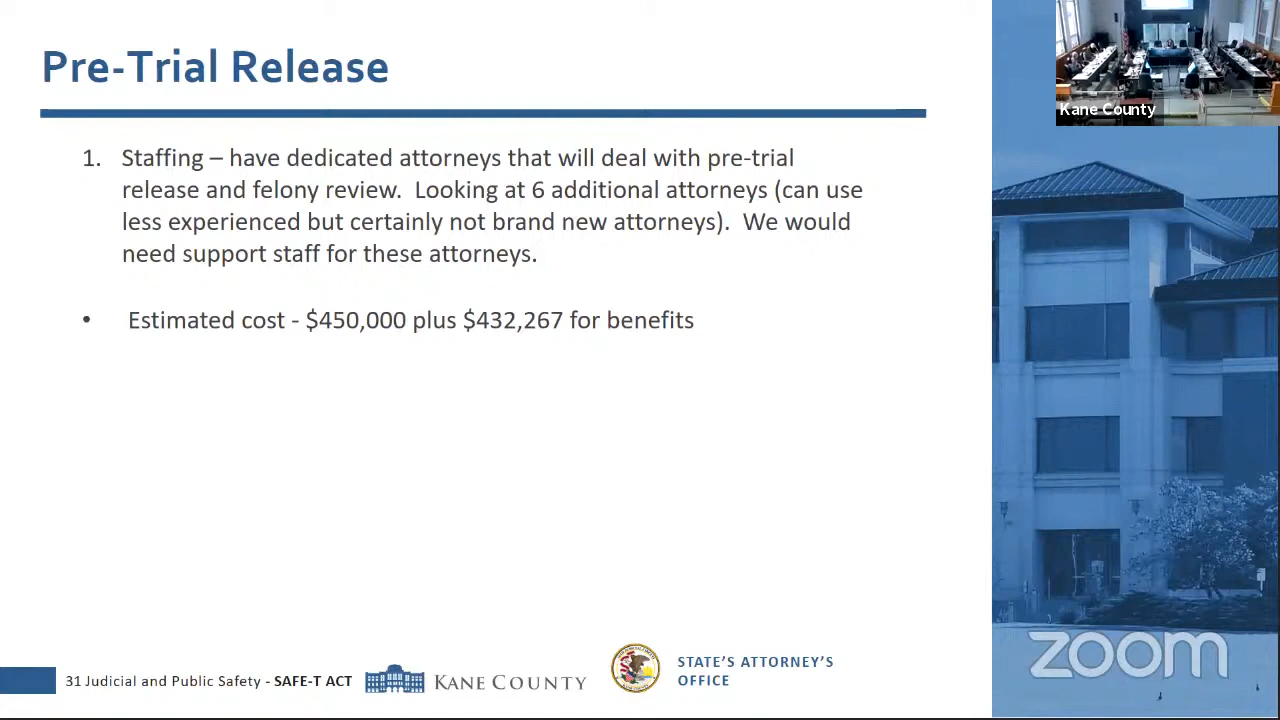 Pre-Trial Release
Kane County
1. Staffing – have dedicated attorneys that will deal with pre-trial
release and felony review.  Looking at 6 additional attorneys (can use
less experienced but certainly not brand new attorneys).  We would
need support staff for these attorneys.
• Estimated cost - $450,000 plus $432,267 for benefits
zoom
31 Judicial and Public Safety - SAFE-T ACT
KANE COUNTY
STATE'S ATTORNEY'S
OFFICE